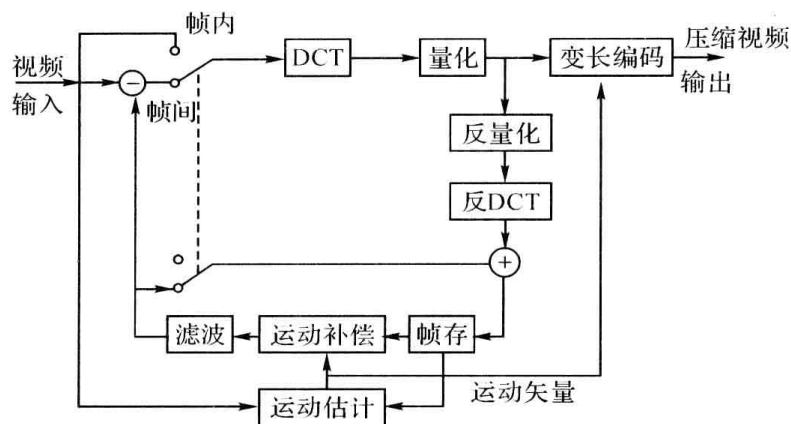 帧内
视频
输入
−
帧间
DCT
量化
变长编码
压缩视频
输出
反量化
反DCT
+
滤波
运动补偿
帧存
运动矢量
运动估计